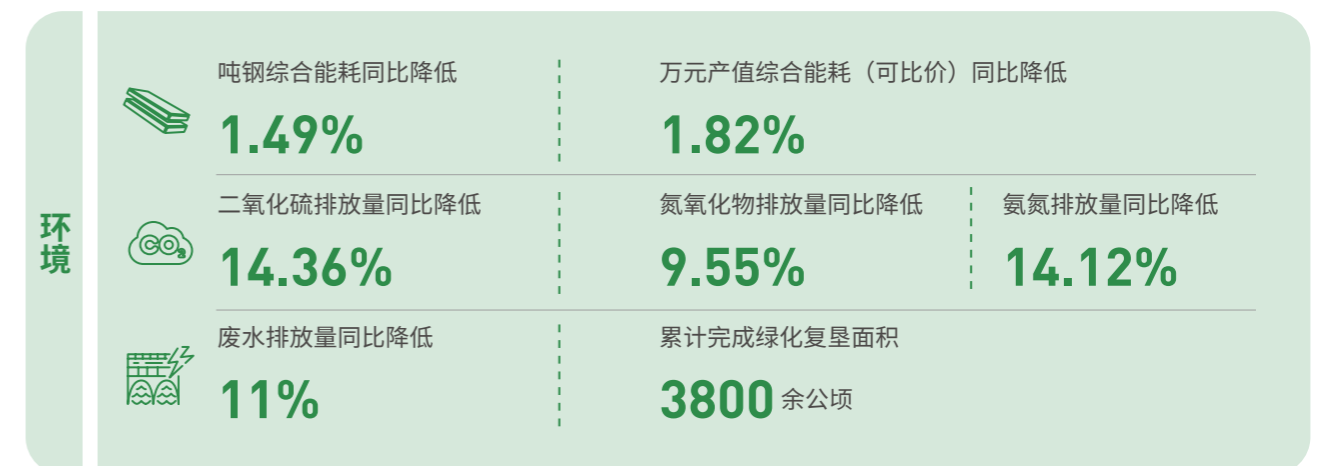 环境
吨钢综合能耗同比降低
1.49%
万元产值综合能耗（可比价）同比降低
1.82%
CO2
二氧化硫排放量同比降低
14.36%
氮氧化物排放量同比降低
9.55%
氨氮排放量同比降低
14.12%
废水排放量同比降低
11%
累计完成绿化复垦面积
3800 余公顷